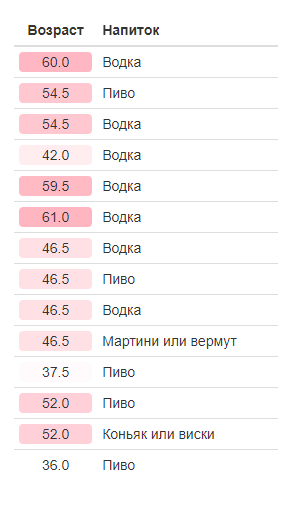 Возраст Напиток
60.0 Водка
54.5 Пиво
54.5 Водка
42.0 Водка
59.5 Водка
61.0 Водка
46.5 Водка
46.5 Пиво
46.5 Водка
46.5 Мартини или вермут
37.5 Пиво
52.0 Пиво
52.0 Коньяк или виски
36.0 Пиво